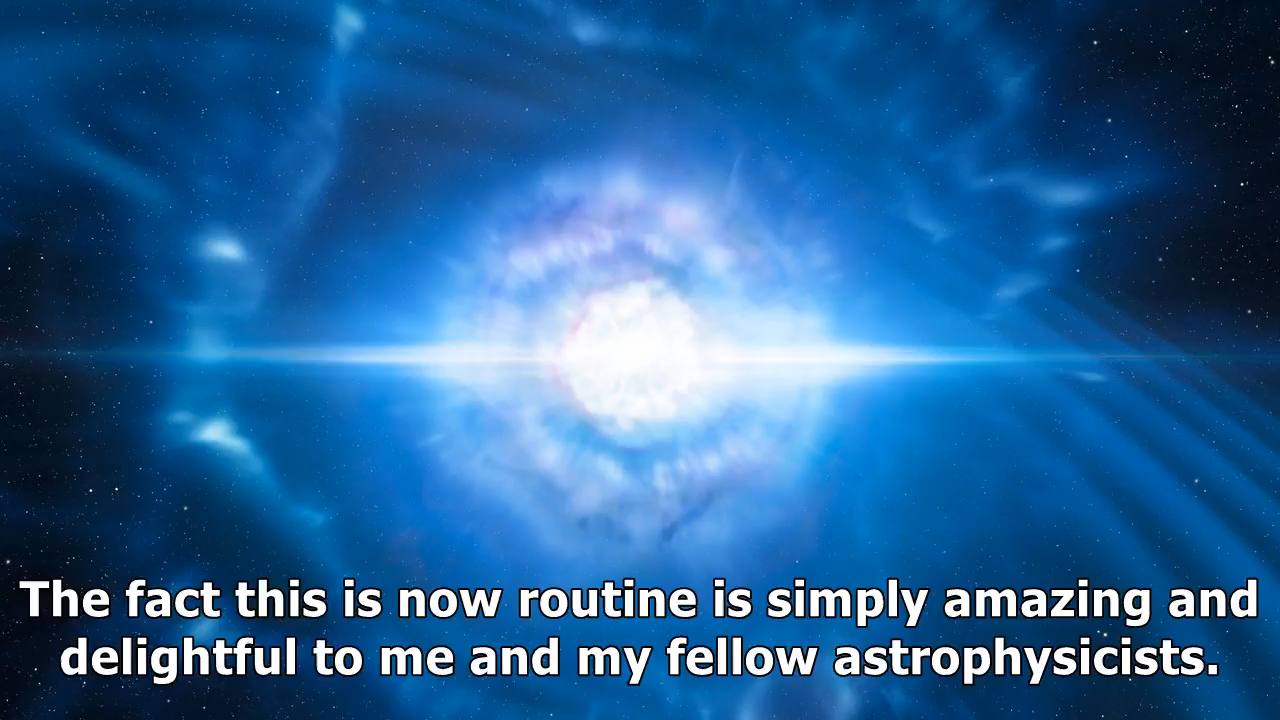 The fact this is now routine is simply amazing and
delightful to me and my fellow astrophysicists.